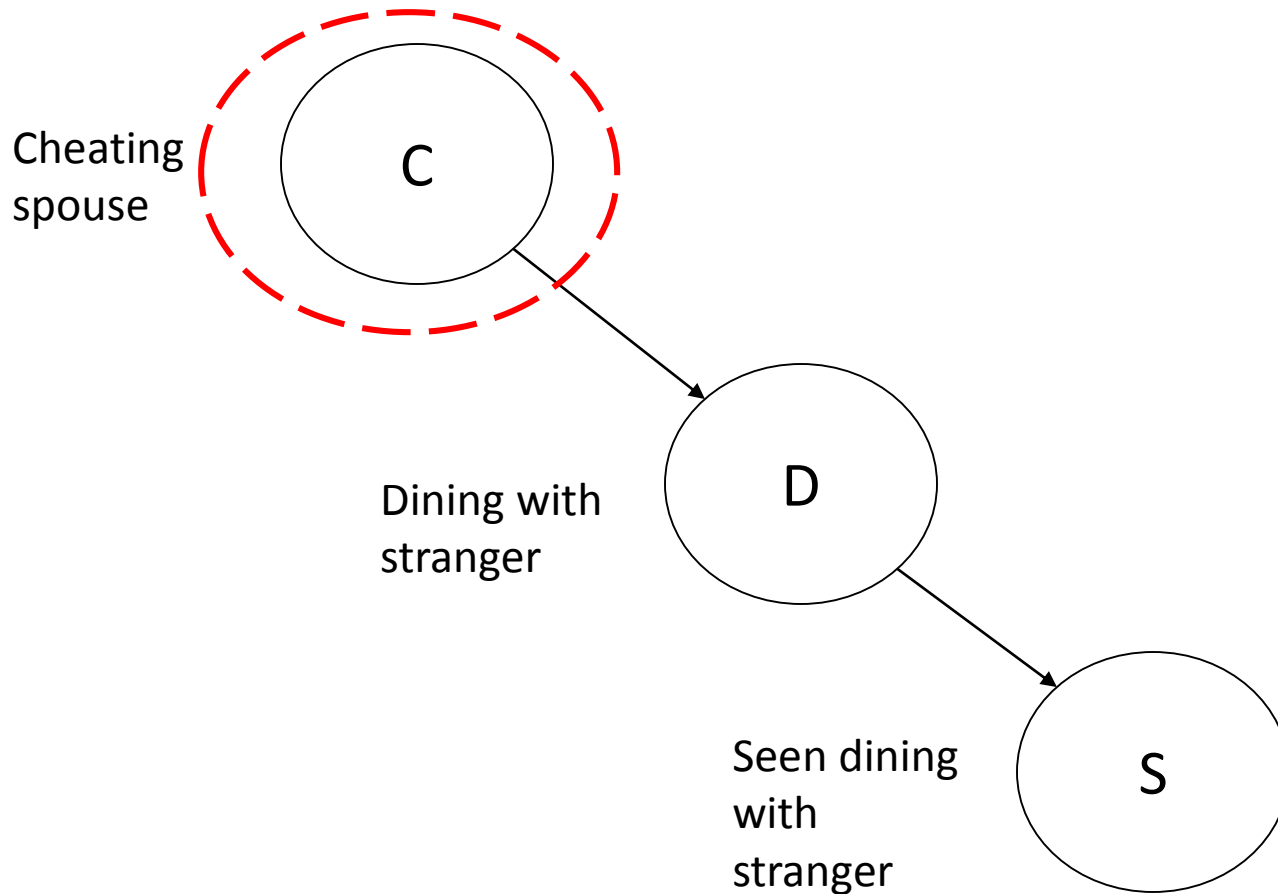 C
Cheating
spouse
D
Dining with
stranger
S
Seen dining
with
stranger